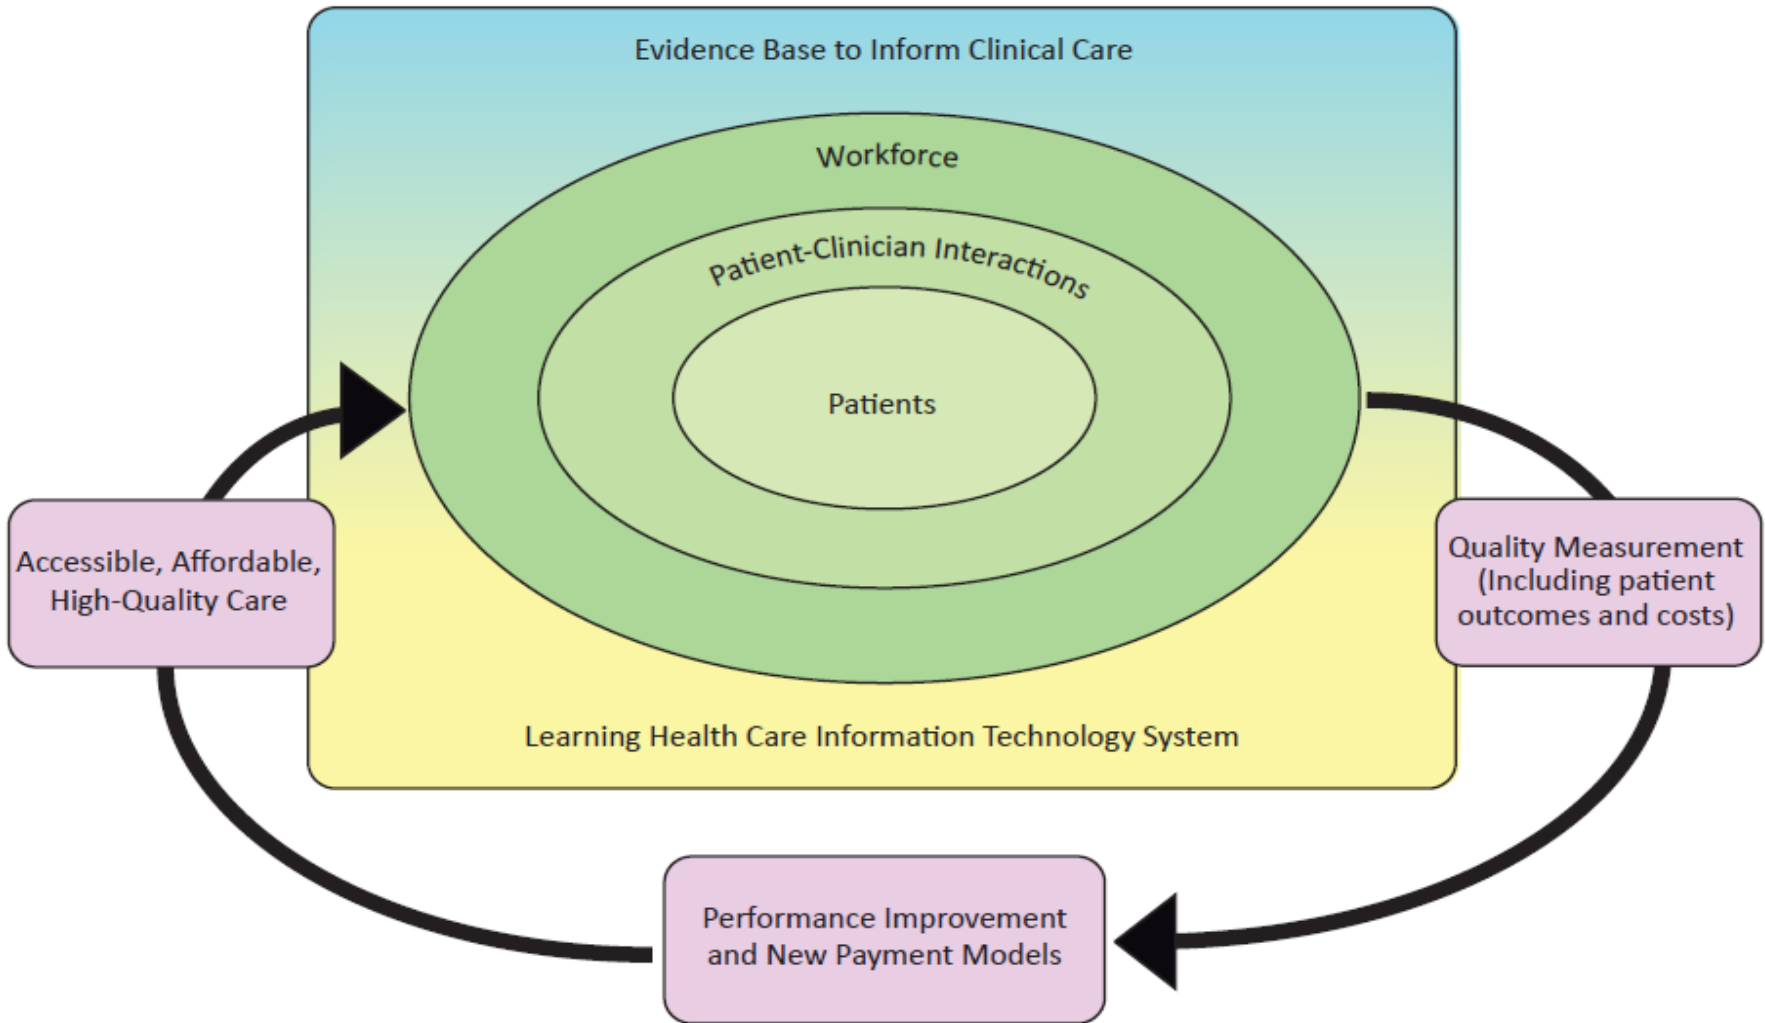 Evidence Base to Inform Clinical Care
Workforce
Patient-Clinician Interactions
Patients
Accessible, Affordable,
High-Quality Care
Quality Measurement
(Including patient
outcomes and costs)
Learning Health Care Information Technology System
Performance Improvement
and New Payment Models